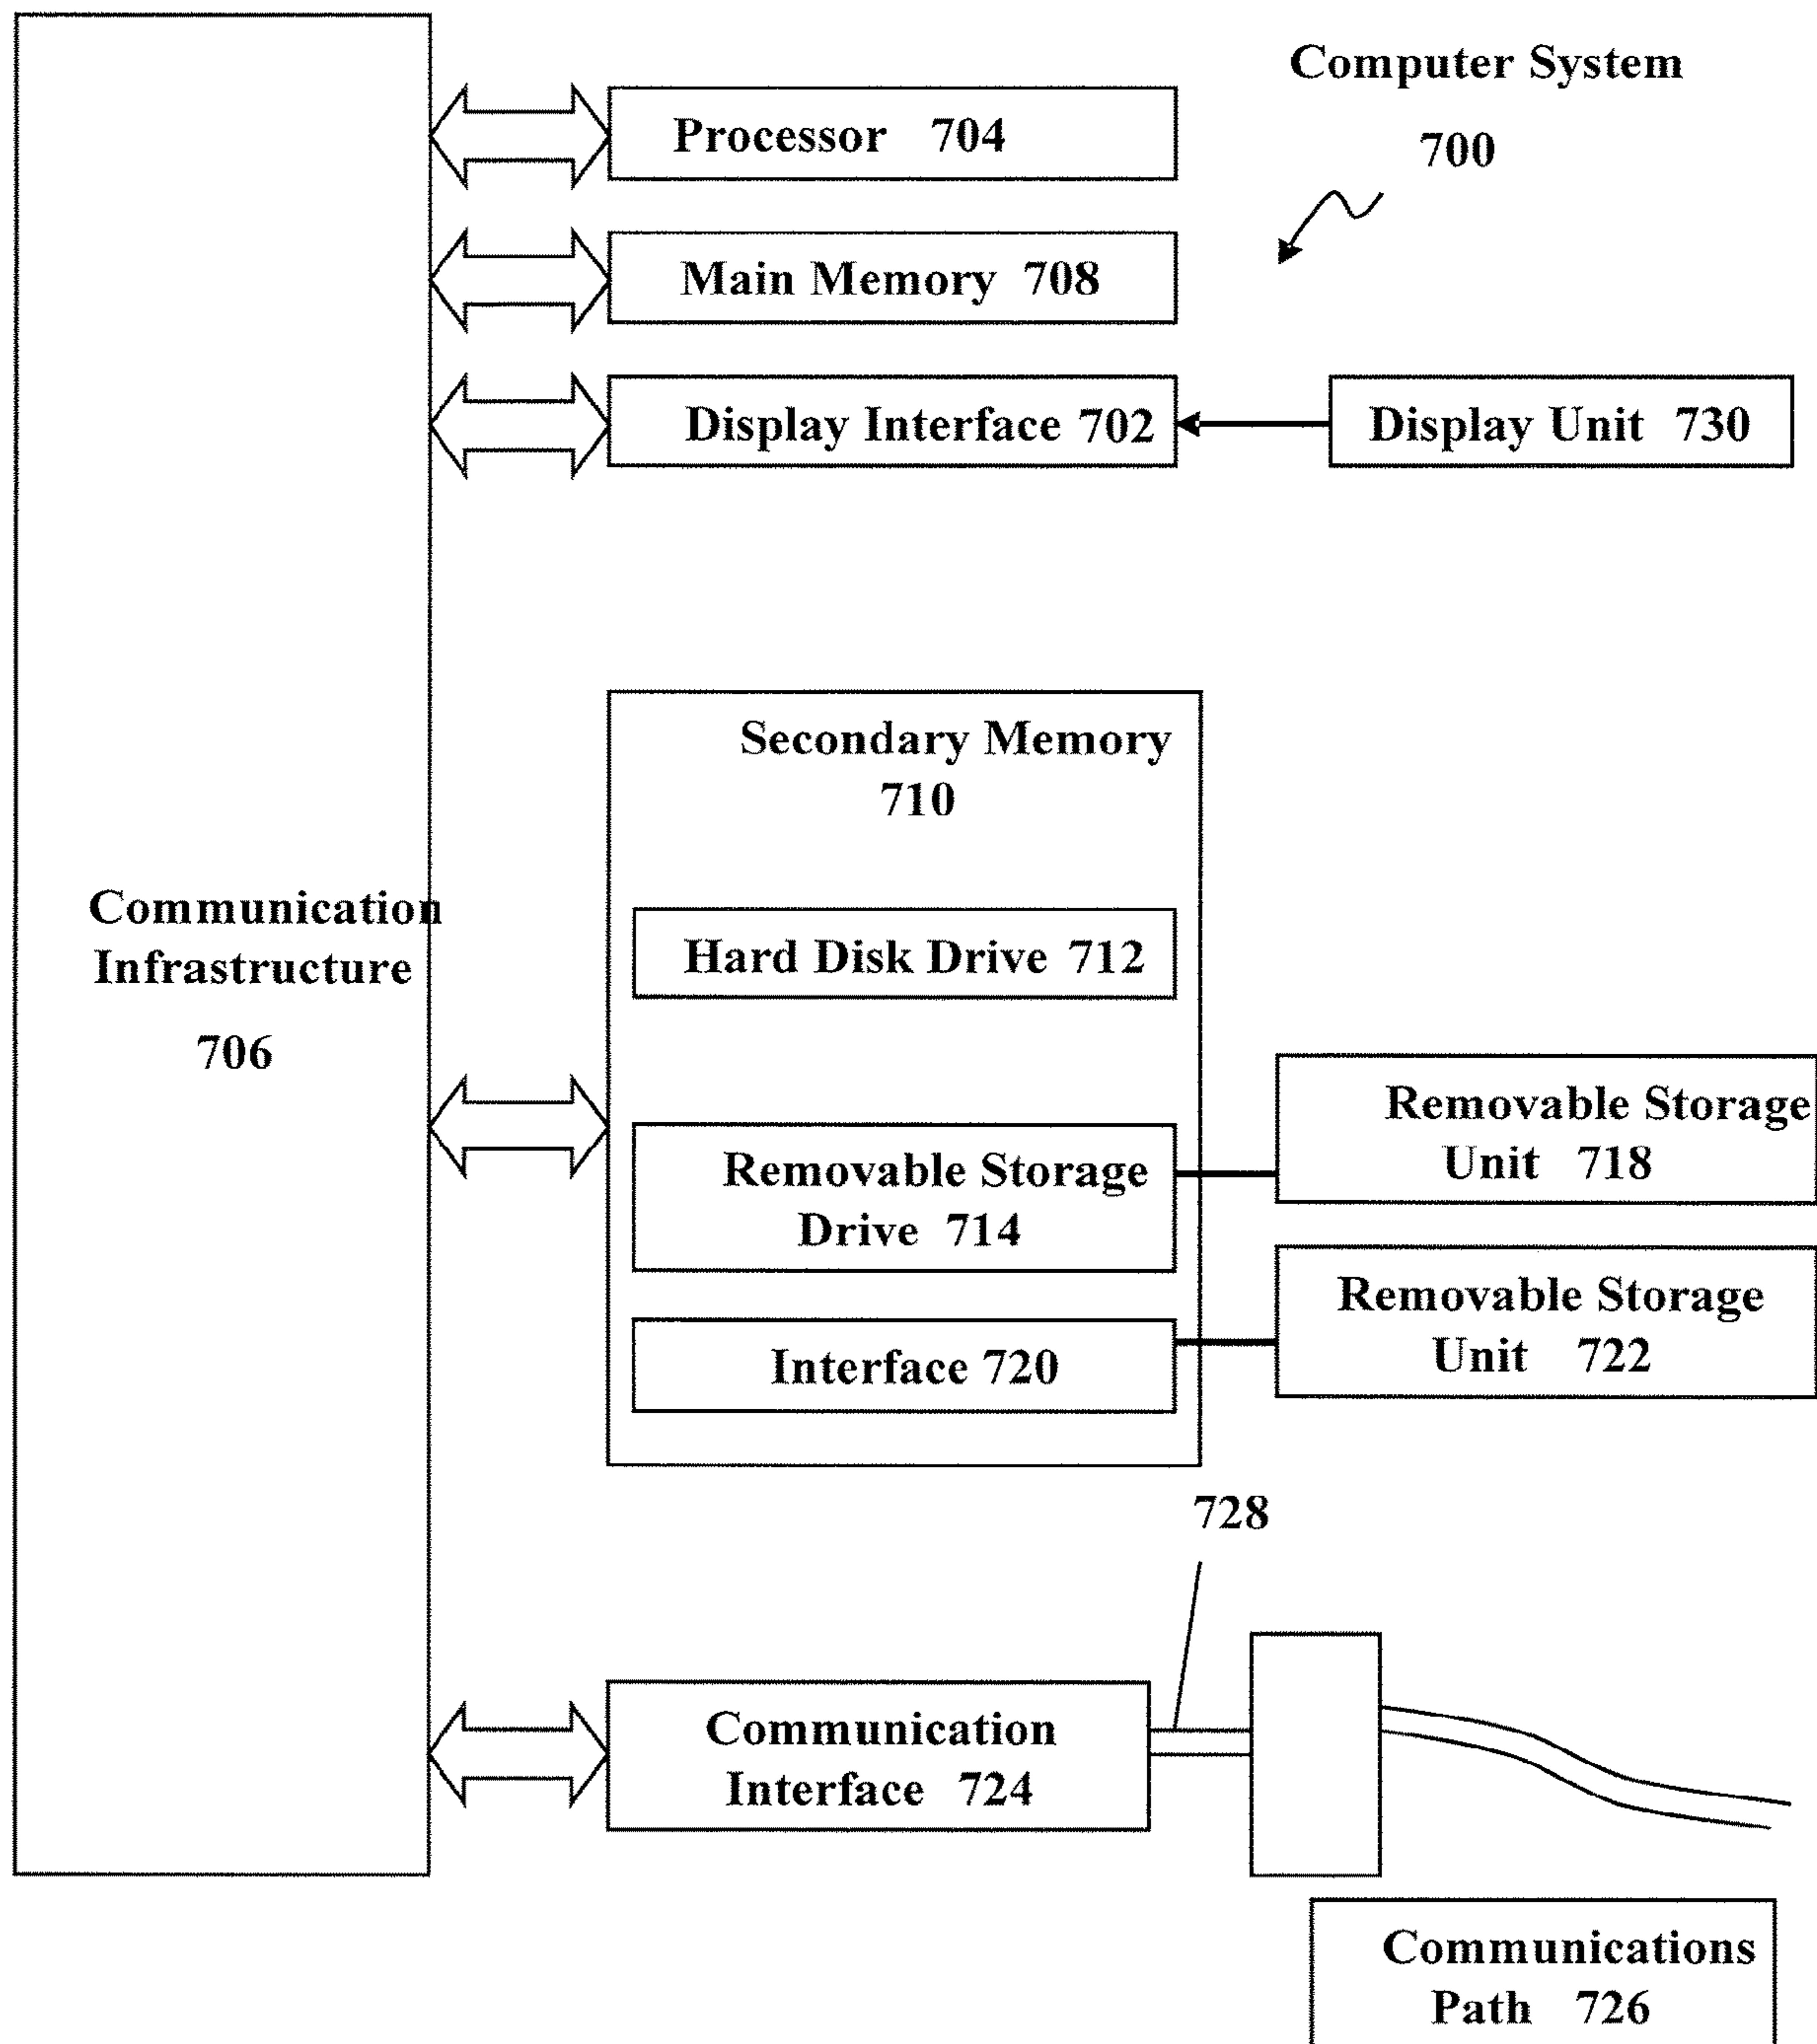 Computer System
700
Processor 704
Main Memory 708
Display Interface 702
Display Unit 730
Secondary Memory
710
Communication
Infrastructure
706
Hard Disk Drive 712
Removable Storage
Drive 714
Removable Storage
Unit 718
Interface 720
Removable Storage
Unit 722
728
Communication
Interface 724
Communications
Path 726